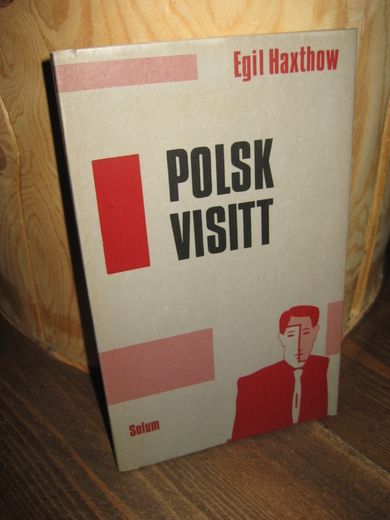 Egil Haxthow
POLSK
VISITT
Solum